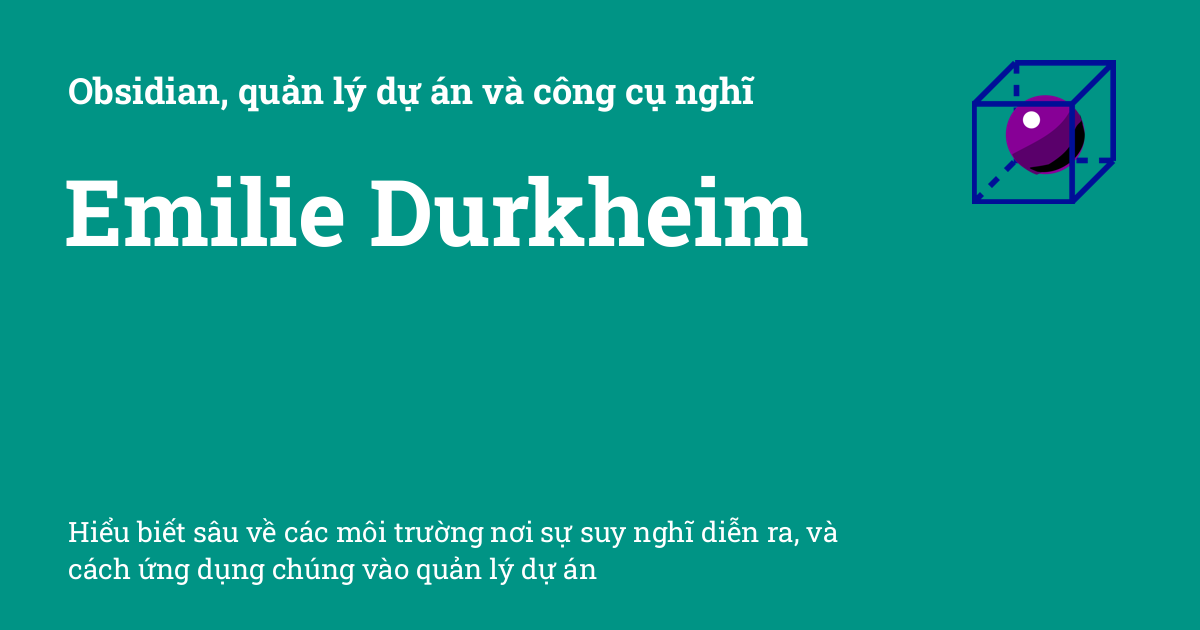 Obsidian, quản lý dự án và công cụ nghĩ
Emilie Durkheim
Hiểu biết sâu về các môi trường nơi sự suy nghĩ diễn ra, và
cách ứng dụng chúng vào quản lý dự án